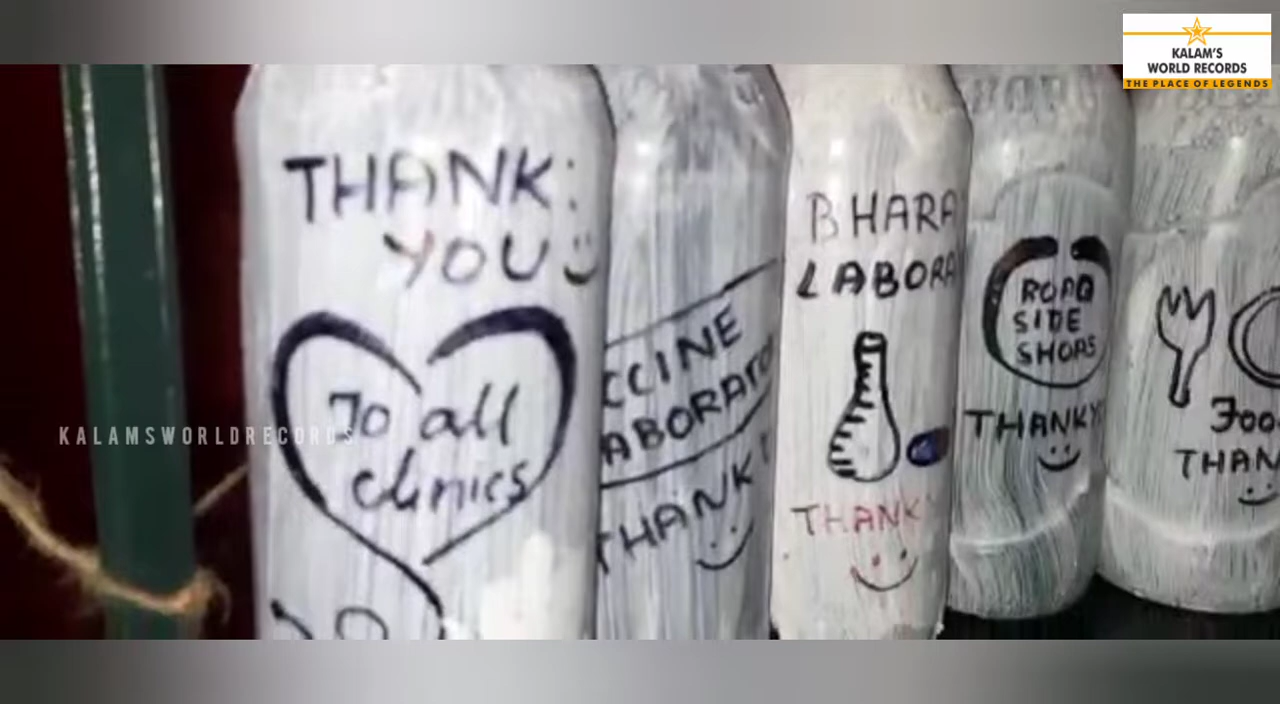 KALAM'S
WORLD RECORDS
THE PLACE OF LEGENDS
THANK:
YOU
To all
clinics
CCINE
ABORATO
THANK Y
BHARA
LABORA
THANK
ROAD
SIDE
SHOPS
THANKY
Foo
THAN
KALAMSWORLDRECORDS